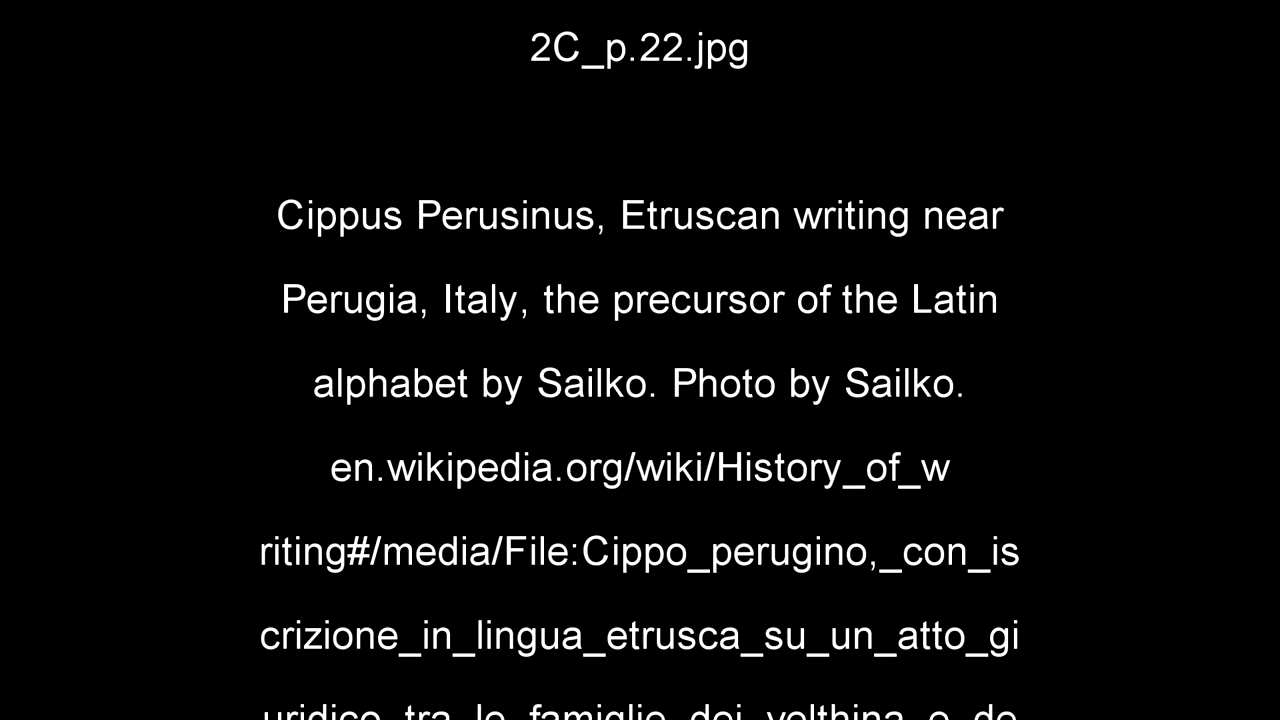 2C_p.22.jpg
Cippus Perusinus, Etruscan writing near
Perugia, Italy, the precursor of the Latin
alphabet by Sailko. Photo by Sailko.
en.wikipedia.org/wiki/History_of_w
riting#/media/File:Cippo_perugino,_con_is
crizione_in_lingua_etrusca_su_un_atto_gi
uridico_tra_le_famiglie_dei_velthina_e_de